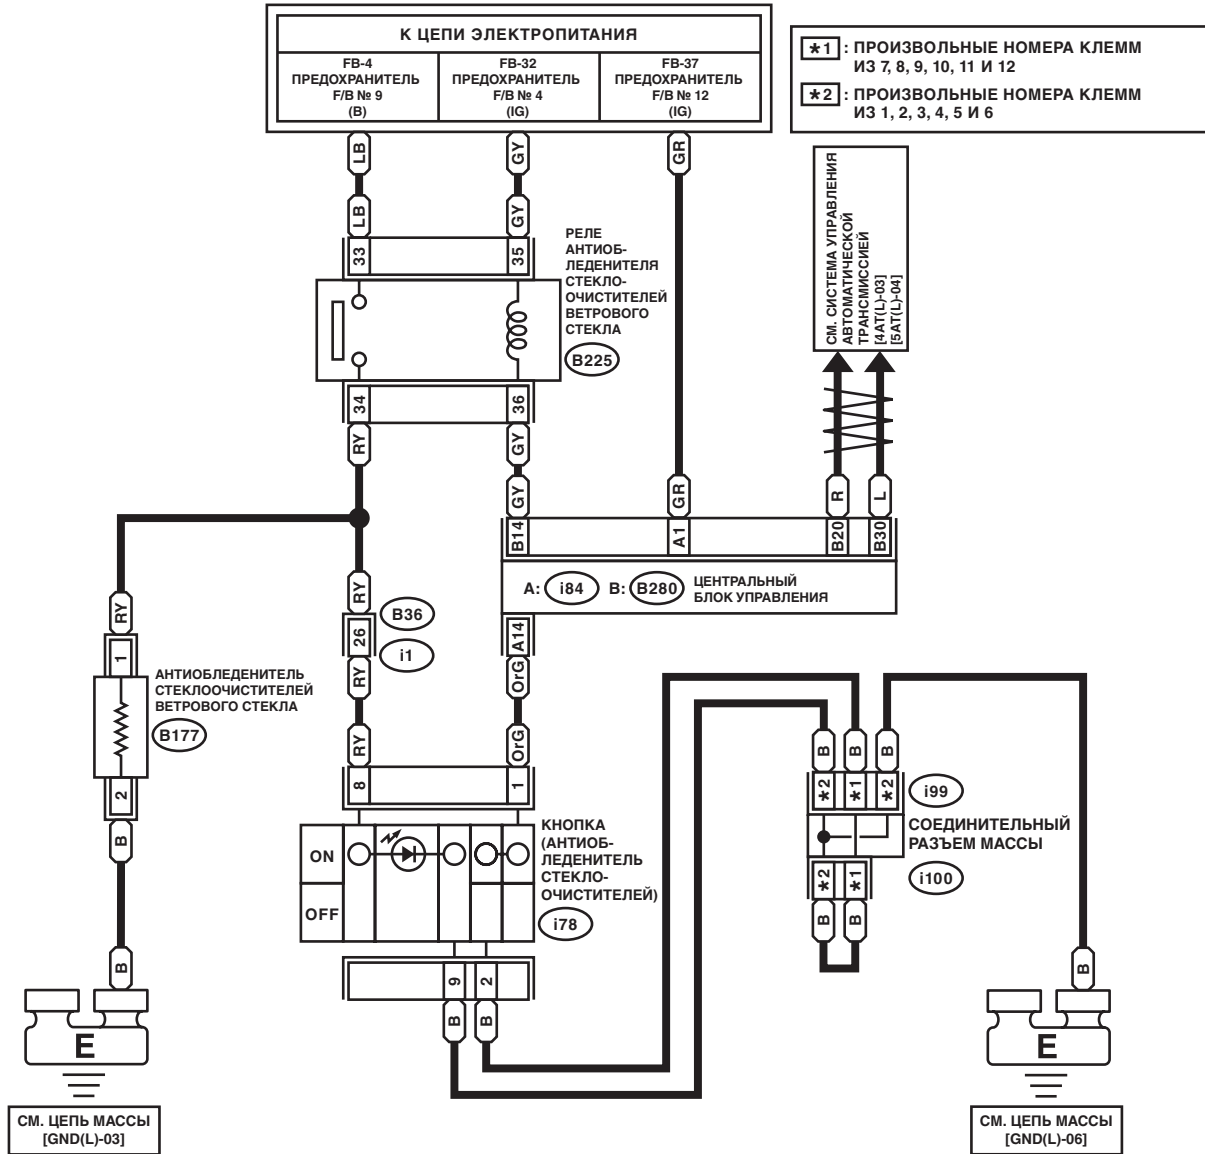 К ЦЕПИ ЭЛЕКТРОПИТАНИЯ
FB-4
ПРЕДОХРАНИТЕЛЬ
F/B № 9
(B)
FB-32
ПРЕДОХРАНИТЕЛЬ
F/B № 4
(IG)
FB-37
ПРЕДОХРАНИТЕЛЬ
F/B № 12
(IG)
*1 : ПРОИЗВОЛЬНЫЕ НОМЕРА КЛЕММ
ИЗ 7, 8, 9, 10, 11 И 12
*2 : ПРОИЗВОЛЬНЫЕ НОМЕРА КЛЕММ
ИЗ 1, 2, 3, 4, 5 И 6
LB
GY
GR
LB
GY
33
35
РЕЛЕ
АНТИОБ-
ЛЕДЕНИТЕЛЯ
СТЕКЛО-
ОЧИСТИТЕЛЕЙ
ВЕТРОВОГО
СТЕКЛА
B225
СМ. СИСТЕМА УПРАВЛЕНИЯ
АВТОМАТИЧЕСКОЙ
ТРАНСМИССИЕЙ
[4AT(L)-03]
[5AT(L)-04]
34
36
RY
GY
GY
GR
R
L
B14
A1
B20
B30
A: i84 B: B280 ЦЕНТРАЛЬНЫЙ
БЛОК УПРАВЛЕНИЯ
RY
RY
26
B36
i1
RY
A14
OrG
1
АНТИОБЛЕДЕНИТЕЛЬ
СТЕКЛООЧИСТИТЕЛЕЙ
ВЕТРОВОГО СТЕКЛА
B177
2
B
RY
OrG
8
1
ON
OFF
КНОПКА
(АНТИОБ-
ЛЕДЕНИТЕЛЬ
СТЕКЛО-
ОЧИСТИТЕЛЕЙ)
i78
9
2
B
B
B
B
B
*2
*1
*2
i99
СОЕДИНИТЕЛЬНЫЙ
РАЗЪЕМ МАССЫ
i100
*2
*1
B
B
B
E
СМ. ЦЕПЬ МАССЫ
[GND(L)-03]
B
E
СМ. ЦЕПЬ МАССЫ
[GND(L)-06]